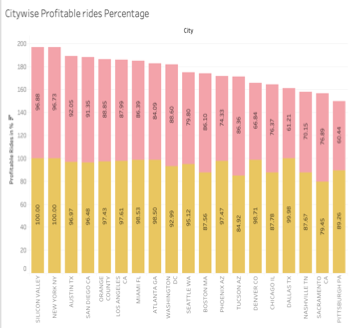 Citywise Profitable rides Percentage
City
Profitable Rides in %
200
180
160
140
120
100
80
60
40
20
0
96.88
96.73
92.05
91.35
88.85
87.99
86.39
84.09
88.60
79.80
86.10
74.33
86.38
66.84
76.37
61.21
70.15
76.89
60.44
100.00
100.00
96.97
96.48
97.43
97.61
98.53
98.50
92.99
95.12
87.56
97.47
84.92
98.71
87.78
99.98
87.67
79.45
89.26
SILICON VALLEY
NEW YORK NY
AUSTIN TX
SAN DIEGO CA
ORANGE
COUNTY
LOS ANGELES
CA
MIAMI FL
ATLANTA GA
WASHINGTON
DC
SEATTLE WA
BOSTON MA
PHOENIX AZ
TUCSON AZ
DENVER CO
CHICAGO IL
DALLAS TX
NASHVILLE TN
SACRAMENTO
CA
PITTSBURGH PA